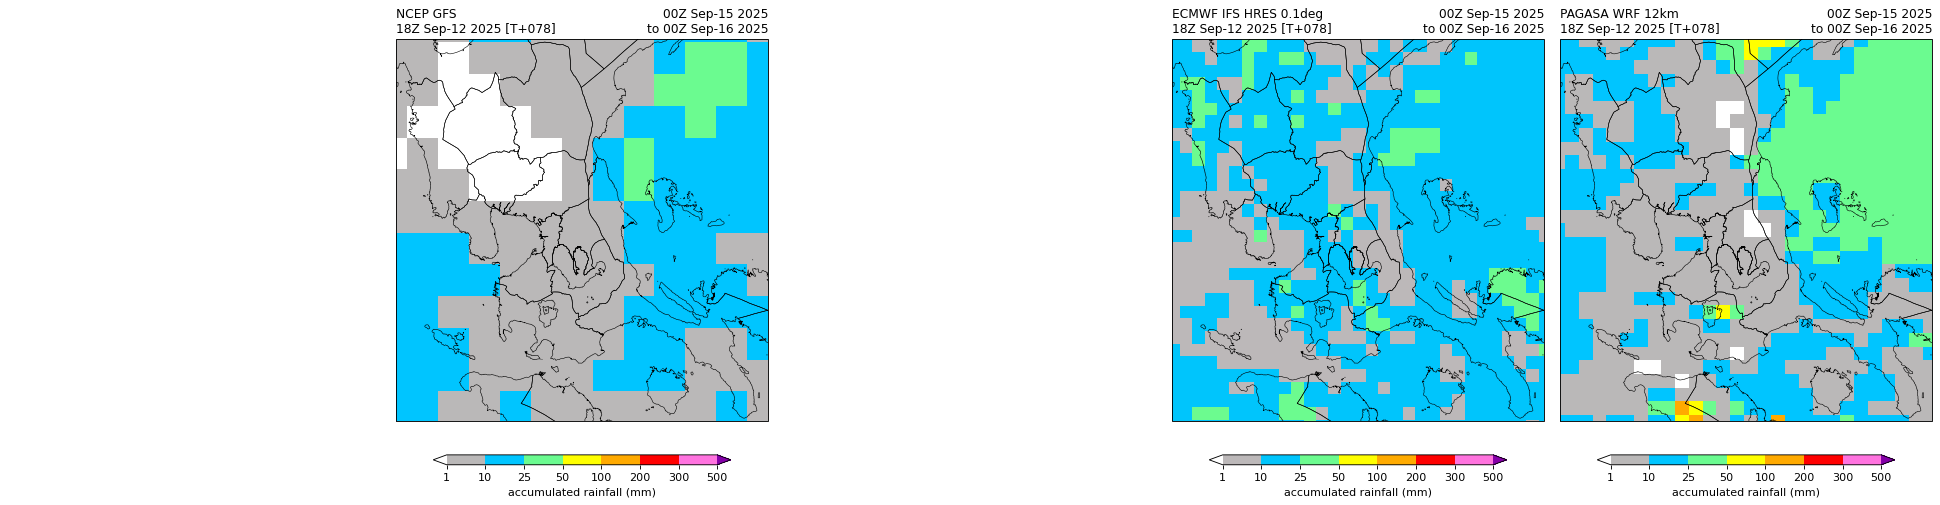 NCEP GFS
00Z Sep-15 2025
18Z Sep-12 2025 [T+078]
to 00Z Sep-16 2025
1 10 25 50 100 200 300 500
accumulated rainfall (mm)
ECMWF IFS HRES 0.1deg
00Z Sep-15 2025
18Z Sep-12 2025 [T+078]
to 00Z Sep-16 2025
1 10 25 50 100 200 300 500
accumulated rainfall (mm)
PAGASA WRF 12km
00Z Sep-15 2025
18Z Sep-12 2025 [T+078]
to 00Z Sep-16 2025
1 10 25 50 100 200 300 500
accumulated rainfall (mm)